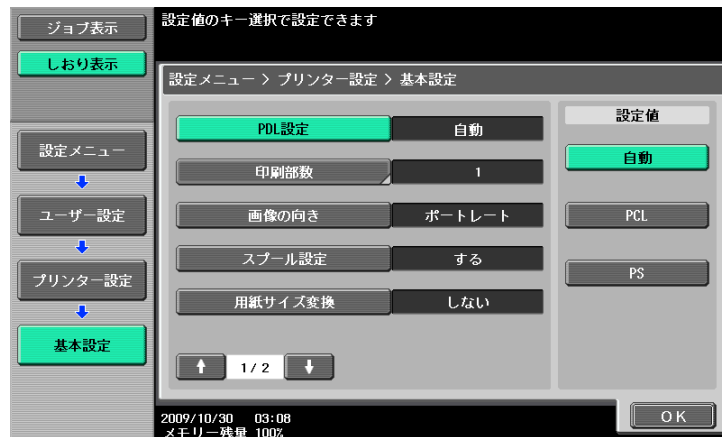 ジョブ表示
しおり表示
設定メニュー
ユーザー設定
プリンター設定
基本設定
設定値のキー選択で設定できます
設定メニュー > プリンター設定 > 基本設定
PDL設定 自動
印刷部数 1
画像の向き ポートレート
スプール設定 する
用紙サイズ変換 しない
1/2
設定値
自動
PCL
PS
2009/10/30 03:08
メモリー残量 100%
OK